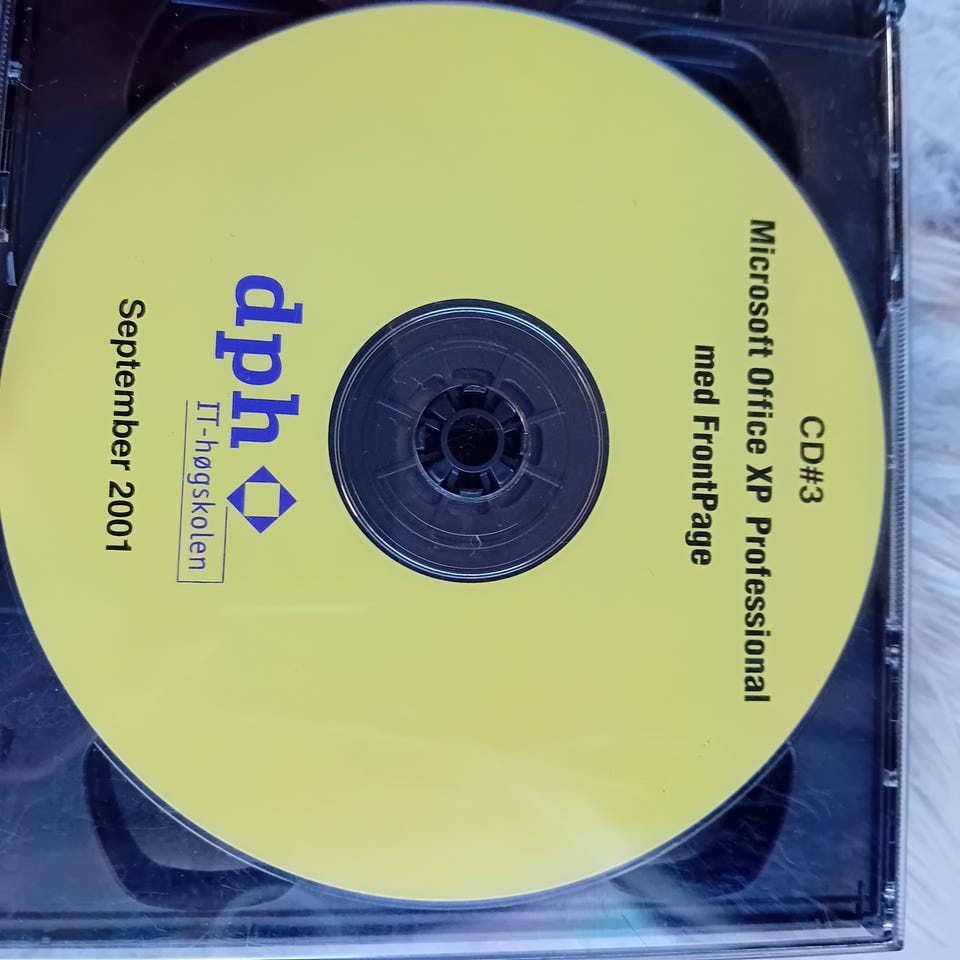 CD#3
Microsoft Office XP Professional
med FrontPage
dph
IT-høgskolen
September 2001